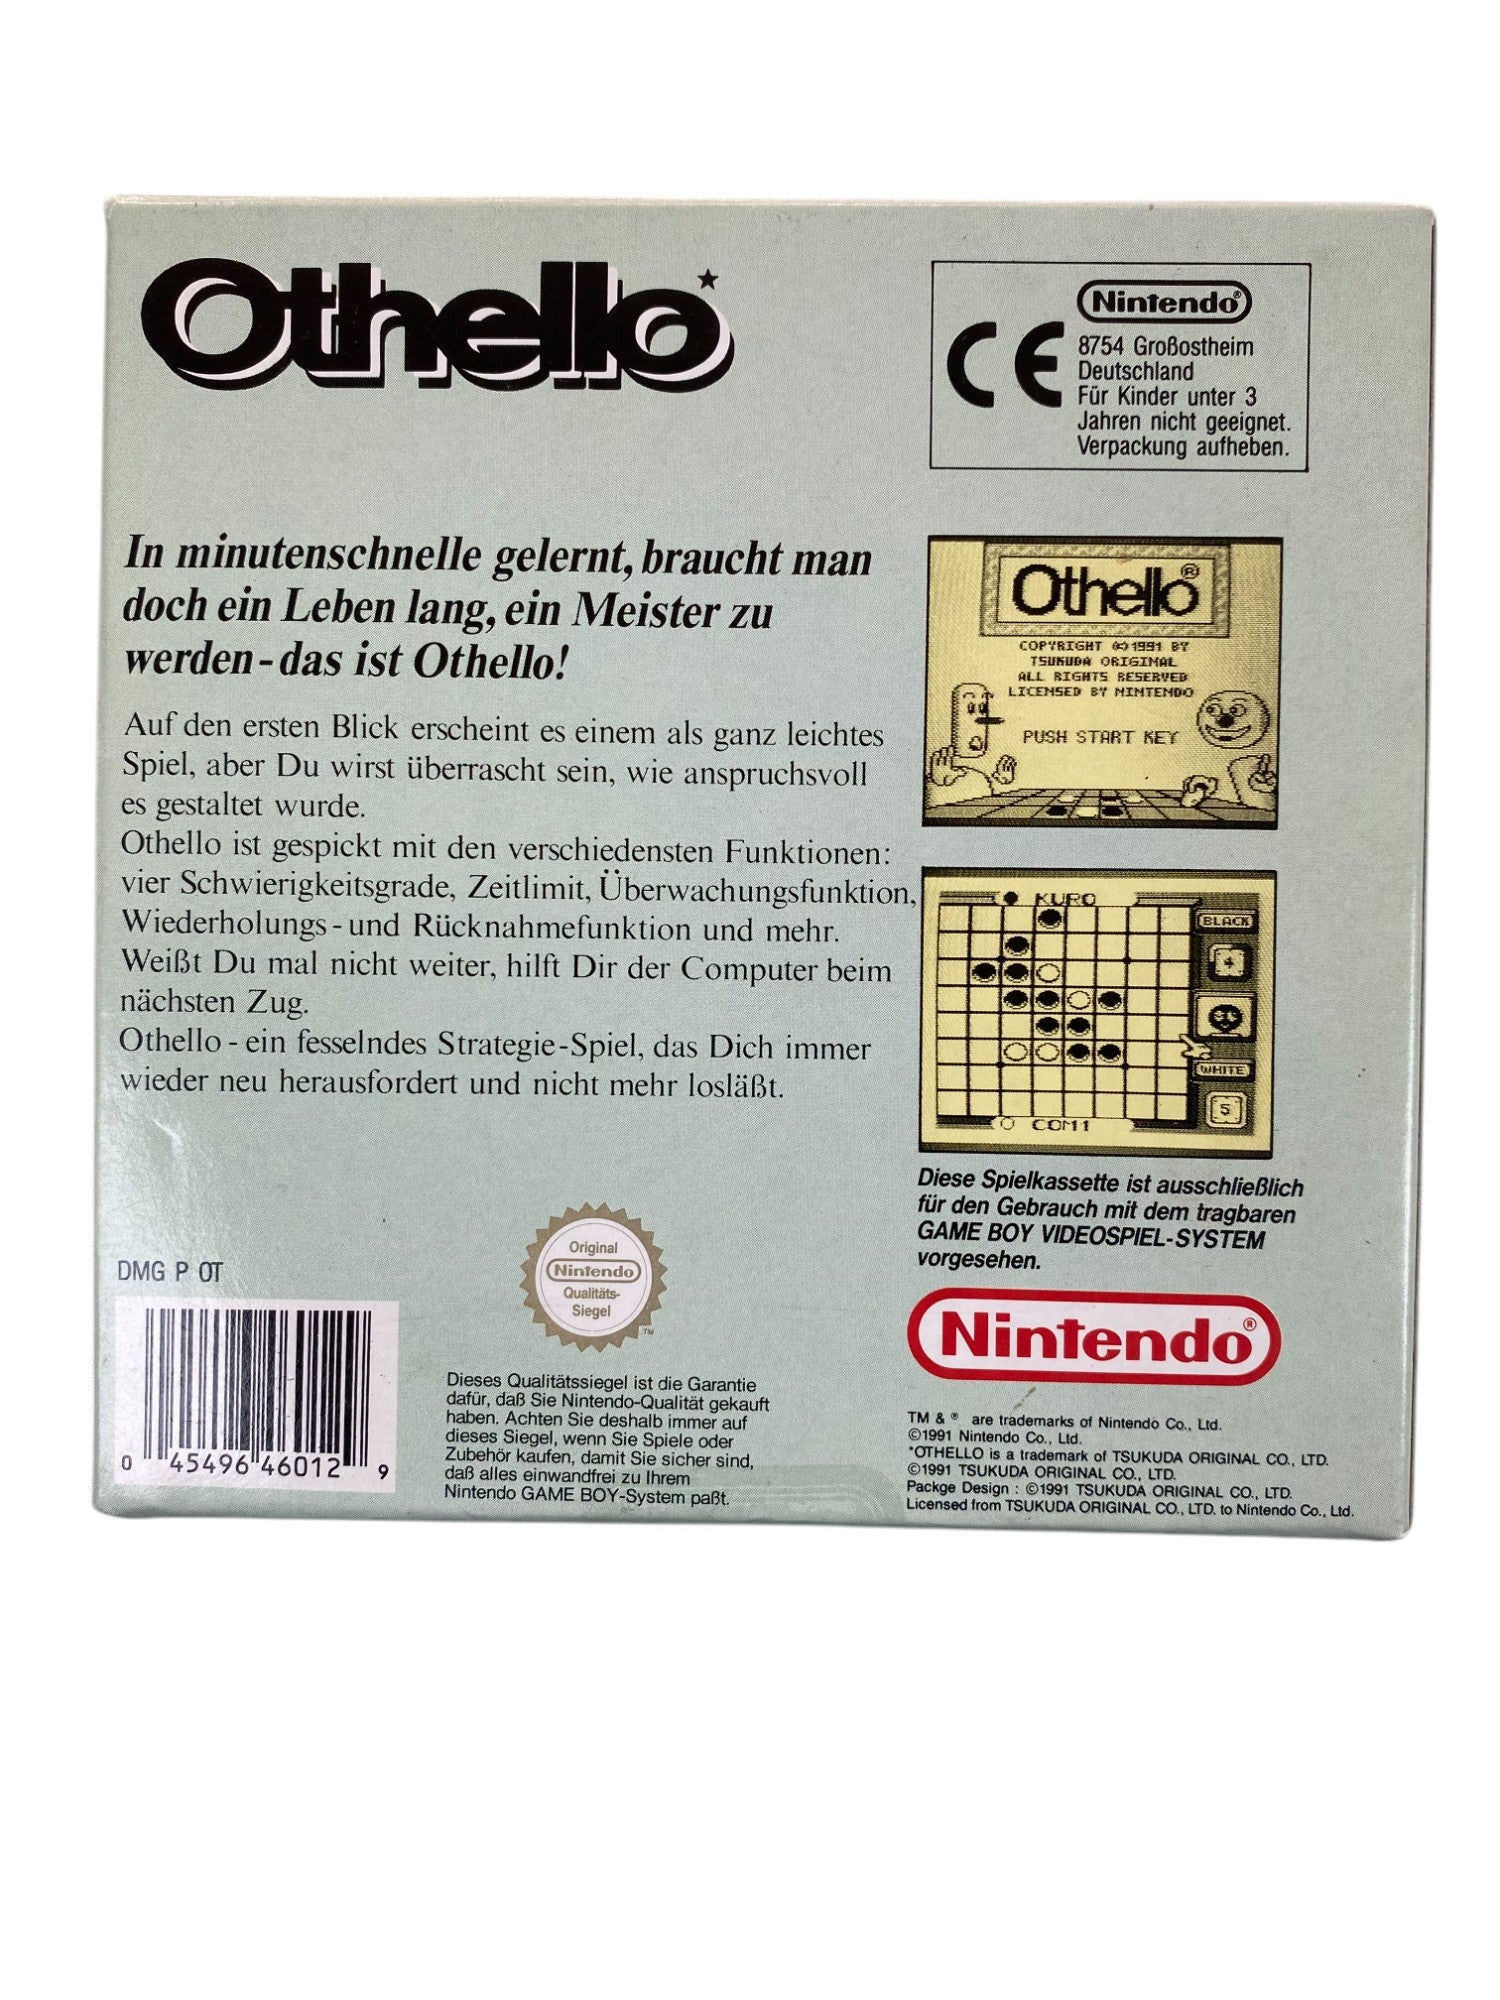 Othello*
Nintendo®
CE
8754 Großostheim
Deutschland
Für Kinder unter 3
Jahren nicht geeignet.
Verpackung aufheben.
In minutenschnelle gelernt, braucht man
doch ein Leben lang, ein Meister zu
werden - das ist Othello!
Auf den ersten Blick erscheint es einem als ganz leichtes
Spiel, aber Du wirst überrascht sein, wie anspruchsvoll
es gestaltet wurde.
Othello ist gespickt mit den verschiedensten Funktionen:
vier Schwierigkeitsgrade, Zeitlimit, Überwachungsfunktion,
Wiederholungs - und Rücknahmefunktion und mehr.
Weißt Du mal nicht weiter, hilft Dir der Computer beim
nächsten Zug.
Othello - ein fesselndes Strategie-Spiel, das Dich immer
wieder neu herausfordert und nicht mehr losläßt.
Othello®
COPYRIGHT ©1991 BY
TSUKUDA ORIGINAL
ALL RIGHTS RESERVED
LICENSED BY NINTENDO
PUSH START KEY
KURO
BLACK
4
WHITE
5
COM1
Diese Spielkassette ist ausschließlich
für den Gebrauch mit dem tragbaren
GAME BOY VIDEOSPIEL-SYSTEM
vorgesehen.
Nintendo®
TM & ® are trademarks of Nintendo Co., Ltd.
©1991 Nintendo Co., Ltd.
*OTHELLO is a trademark of TSUKUDA ORIGINAL CO., LTD.
©1991 TSUKUDA ORIGINAL CO., LTD.
Packge Design : ©1991 TSUKUDA ORIGINAL CO., LTD.
Licensed from TSUKUDA ORIGINAL CO., LTD. to Nintendo Co., Ltd.
Original
Nintendo
Qualitäts-
Siegel
TM
Dieses Qualitätssiegel ist die Garantie
dafür, daß Sie Nintendo-Qualität gekauft
haben. Achten Sie deshalb immer auf
dieses Siegel, wenn Sie Spiele oder
Zubehör kaufen, damit Sie sicher sind,
daß alles einwandfrei zu Ihrem
Nintendo GAME BOY-System paßt.
DMG P OT
0 45496 46012 9